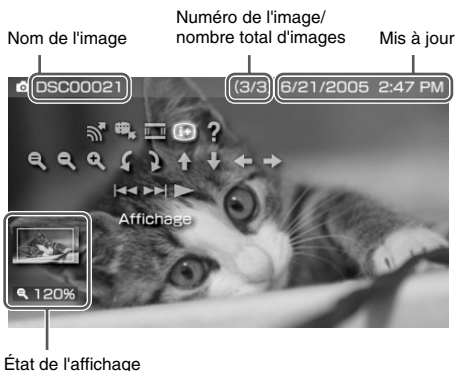 Numéro de l'image/
nombre total d'images
Nom de l'image
Mis à jour
DSC00021
(3/3
6/21/2005 2:47 PM
?
Affichage
120%
État de l'affichage